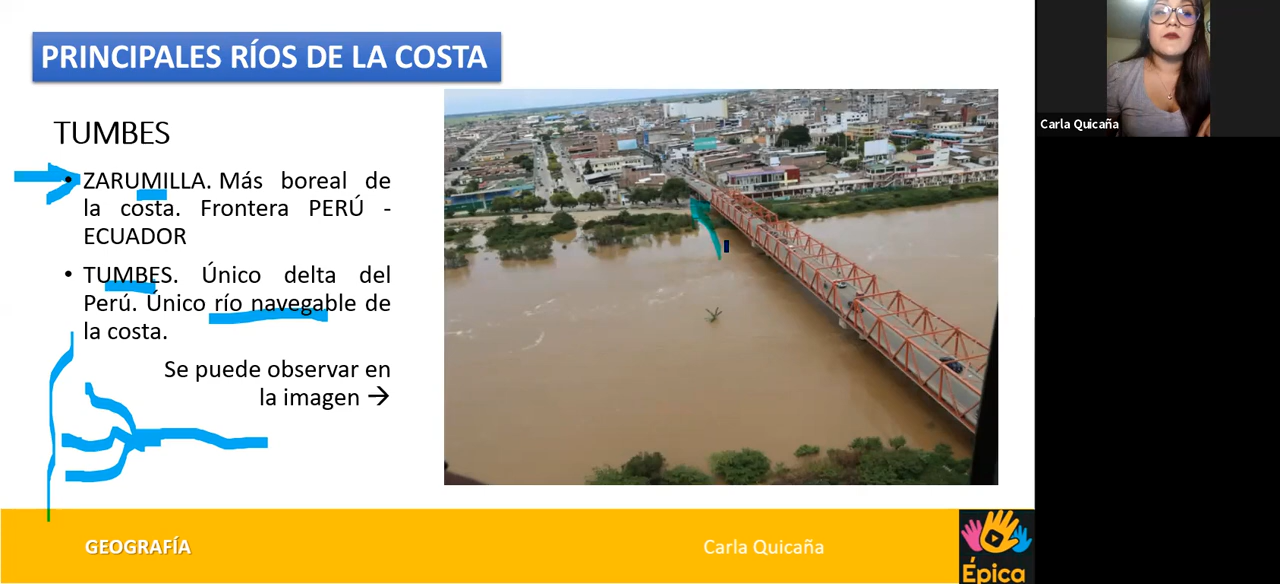 PRINCIPALES RÍOS DE LA COSTA
TUMBES
• ZARUMILLA. Más boreal de
la costa. Frontera PERÚ -
ECUADOR
• TUMBES. Único delta del
Perú. Único río navegable de
la costa.
Se puede observar en
la imagen →
GEOGRAFÍA
Carla Quicaña
Épica
Carla Quicaña